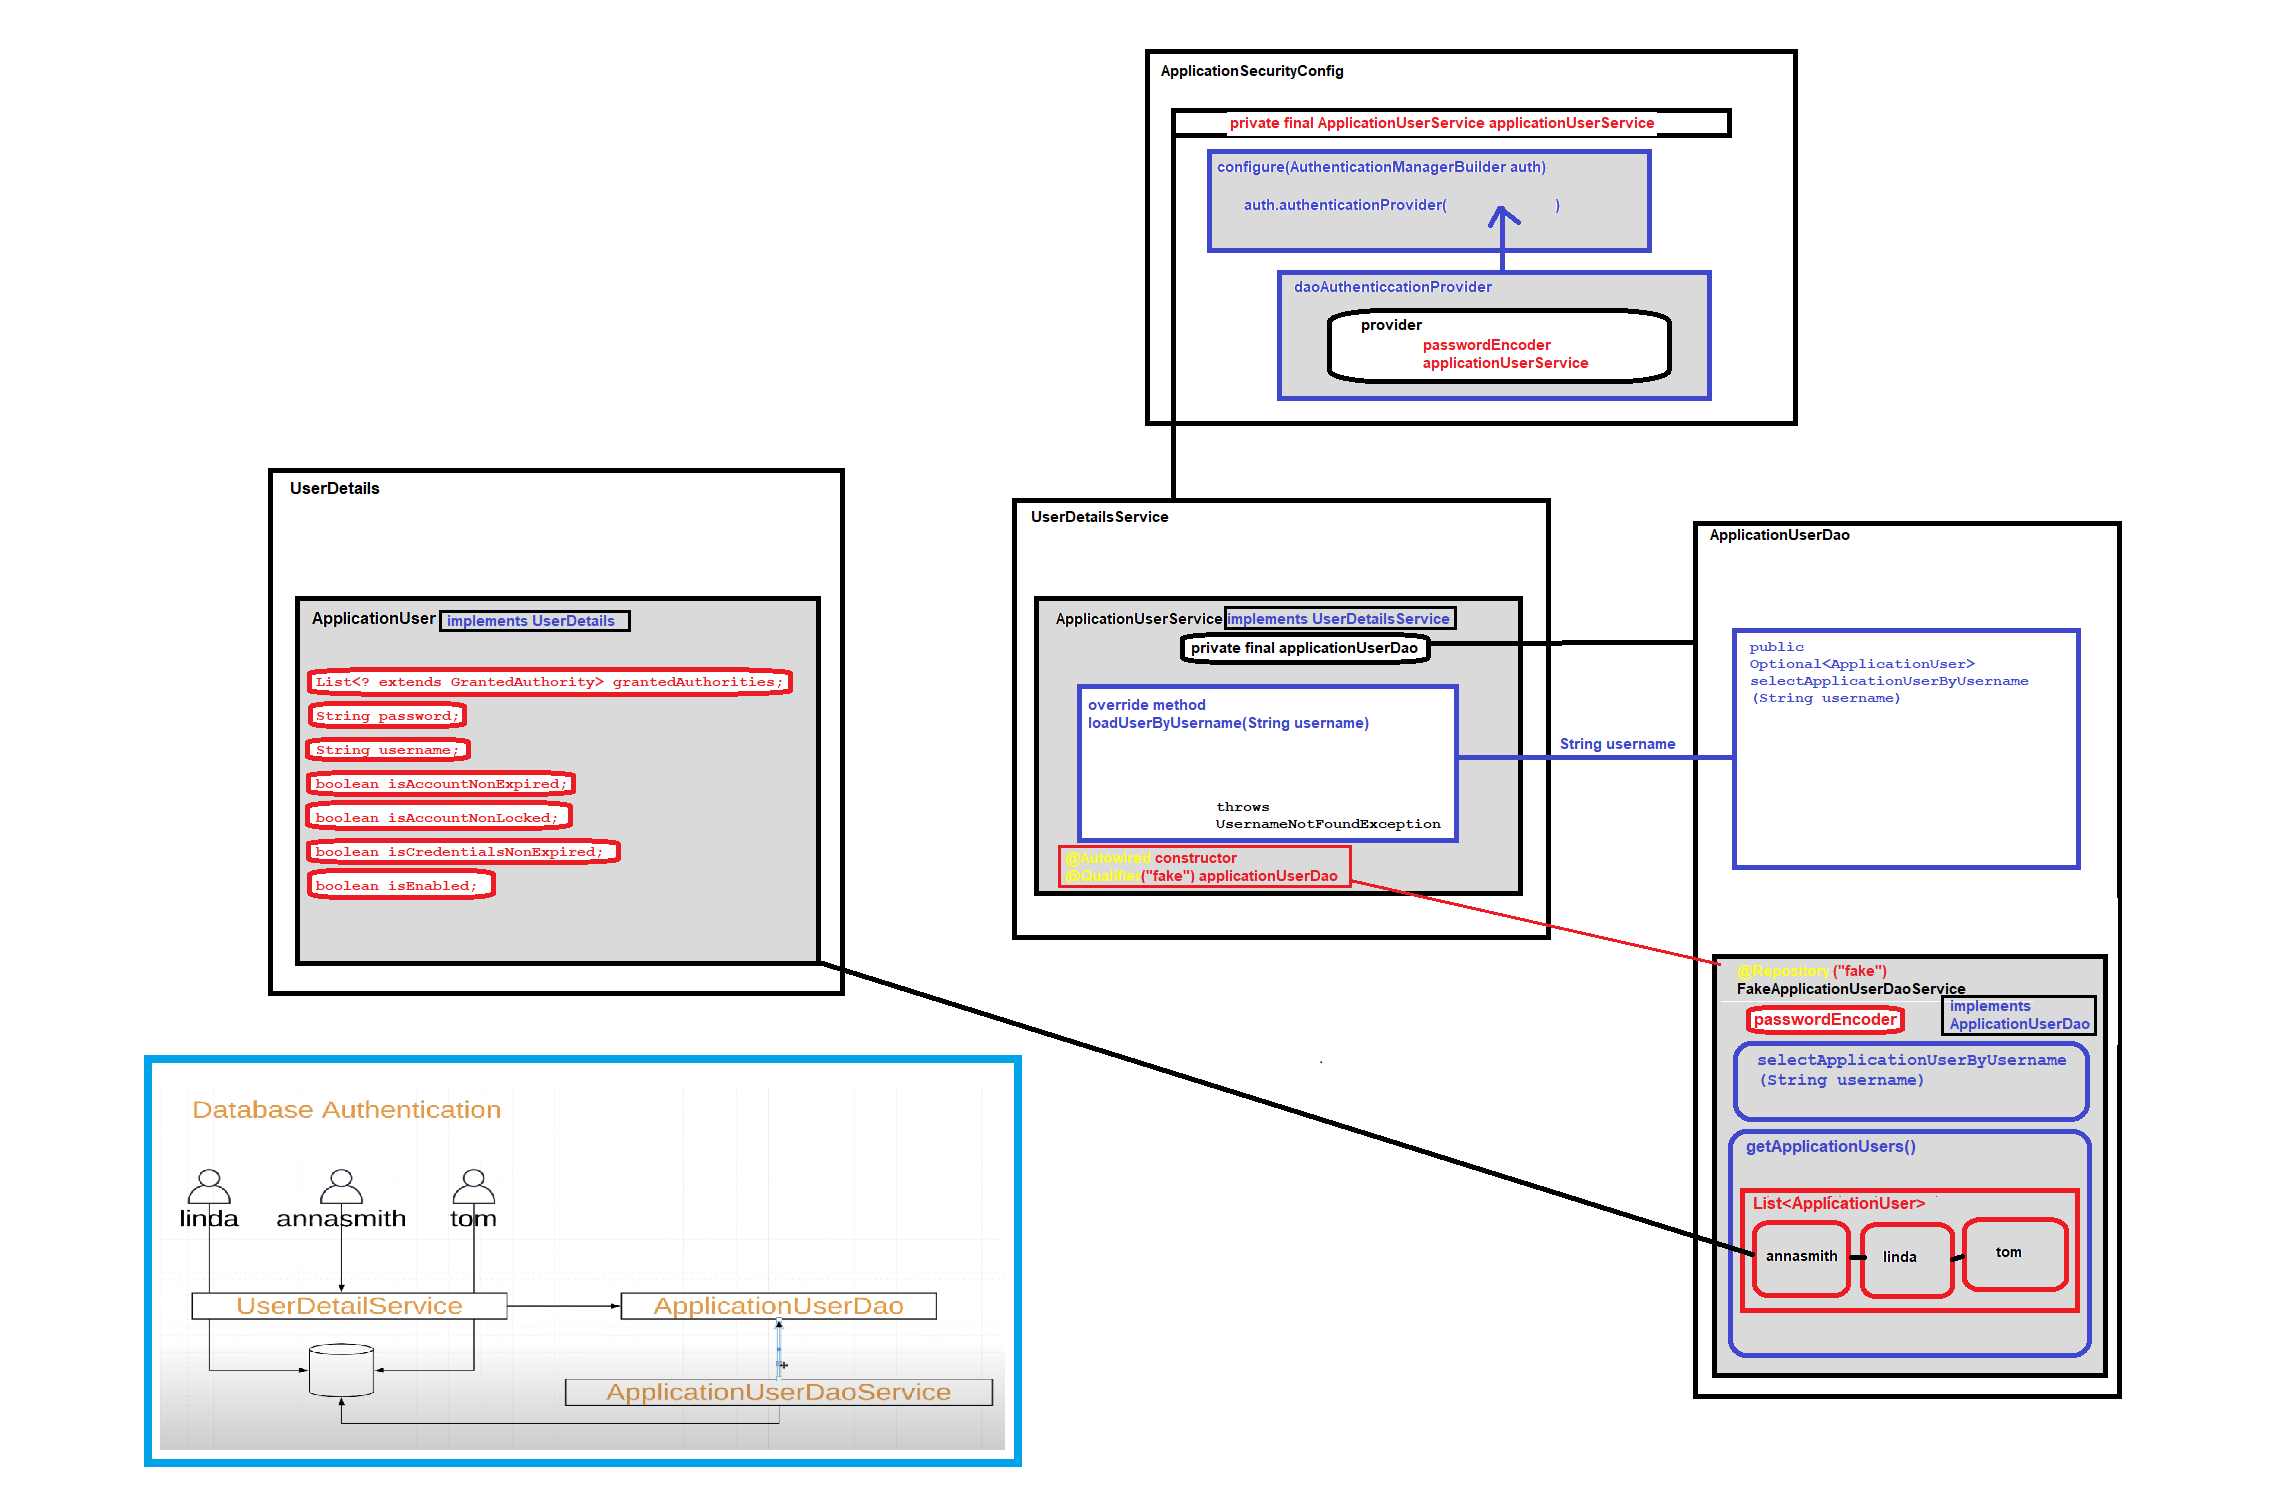 ApplicationSecurityConfig
private final ApplicationUserService applicationUserService
configure(AuthenticationManagerBuilder auth)
auth.authenticationProvider( )
daoAuthenticcationProvider
provider
passwordEncoder
applicationUserService
UserDetails
ApplicationUser implements UserDetails
List<? extends GrantedAuthority> grantedAuthorities;
String password;
String username;
boolean isAccountNonExpired;
boolean isAccountNonLocked;
boolean isCredentialsNonExpired;
boolean isEnabled;
UserDetailsService
ApplicationUserService implements UserDetailsService
private final applicationUserDao
override method
loadUserByUsername(String username)
throws
UsernameNotFoundException
@Autowired constructor
@Qualifier("fake") applicationUserDao
String username
ApplicationUserDao
public
Optional<ApplicationUser>
selectApplicationUserByUsername
(String username)
@Repository ("fake")
FakeApplicationUserDaoService
implements
ApplicationUserDao
passwordEncoder
selectApplicationUserByUsername
(String username)
getApplicationUsers()
List<ApplicationUser>
annasmith
linda
tom
Database Authentication
linda annasmith tom
UserDetailService
ApplicationUserDao
ApplicationUserDaoService